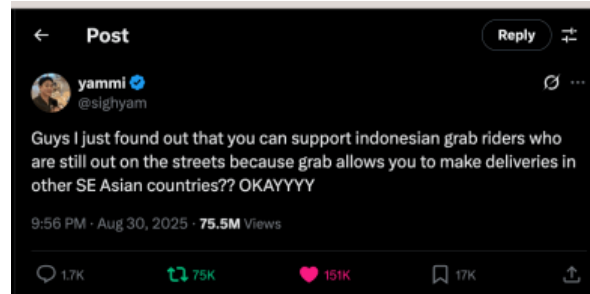 Post
Reply
yammi
@sighyam
Guys I just found out that you can support indonesian grab riders who
are still out on the streets because grab allows you to make deliveries in
other SE Asian countries?? OKAYYYY
9:56 PM · Aug 30, 2025 · 75.5M Views
1.7K 75K 151K 17K